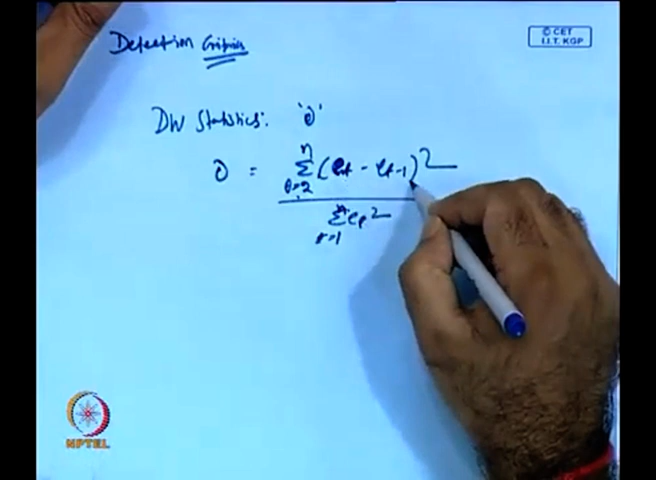 Detection Criteria
© CET
I.I.T. KGP
DW Statistics: 'd'
d = Σ(et - et-1)²
t=2
n
Σet²
t=1
n
NPTEL